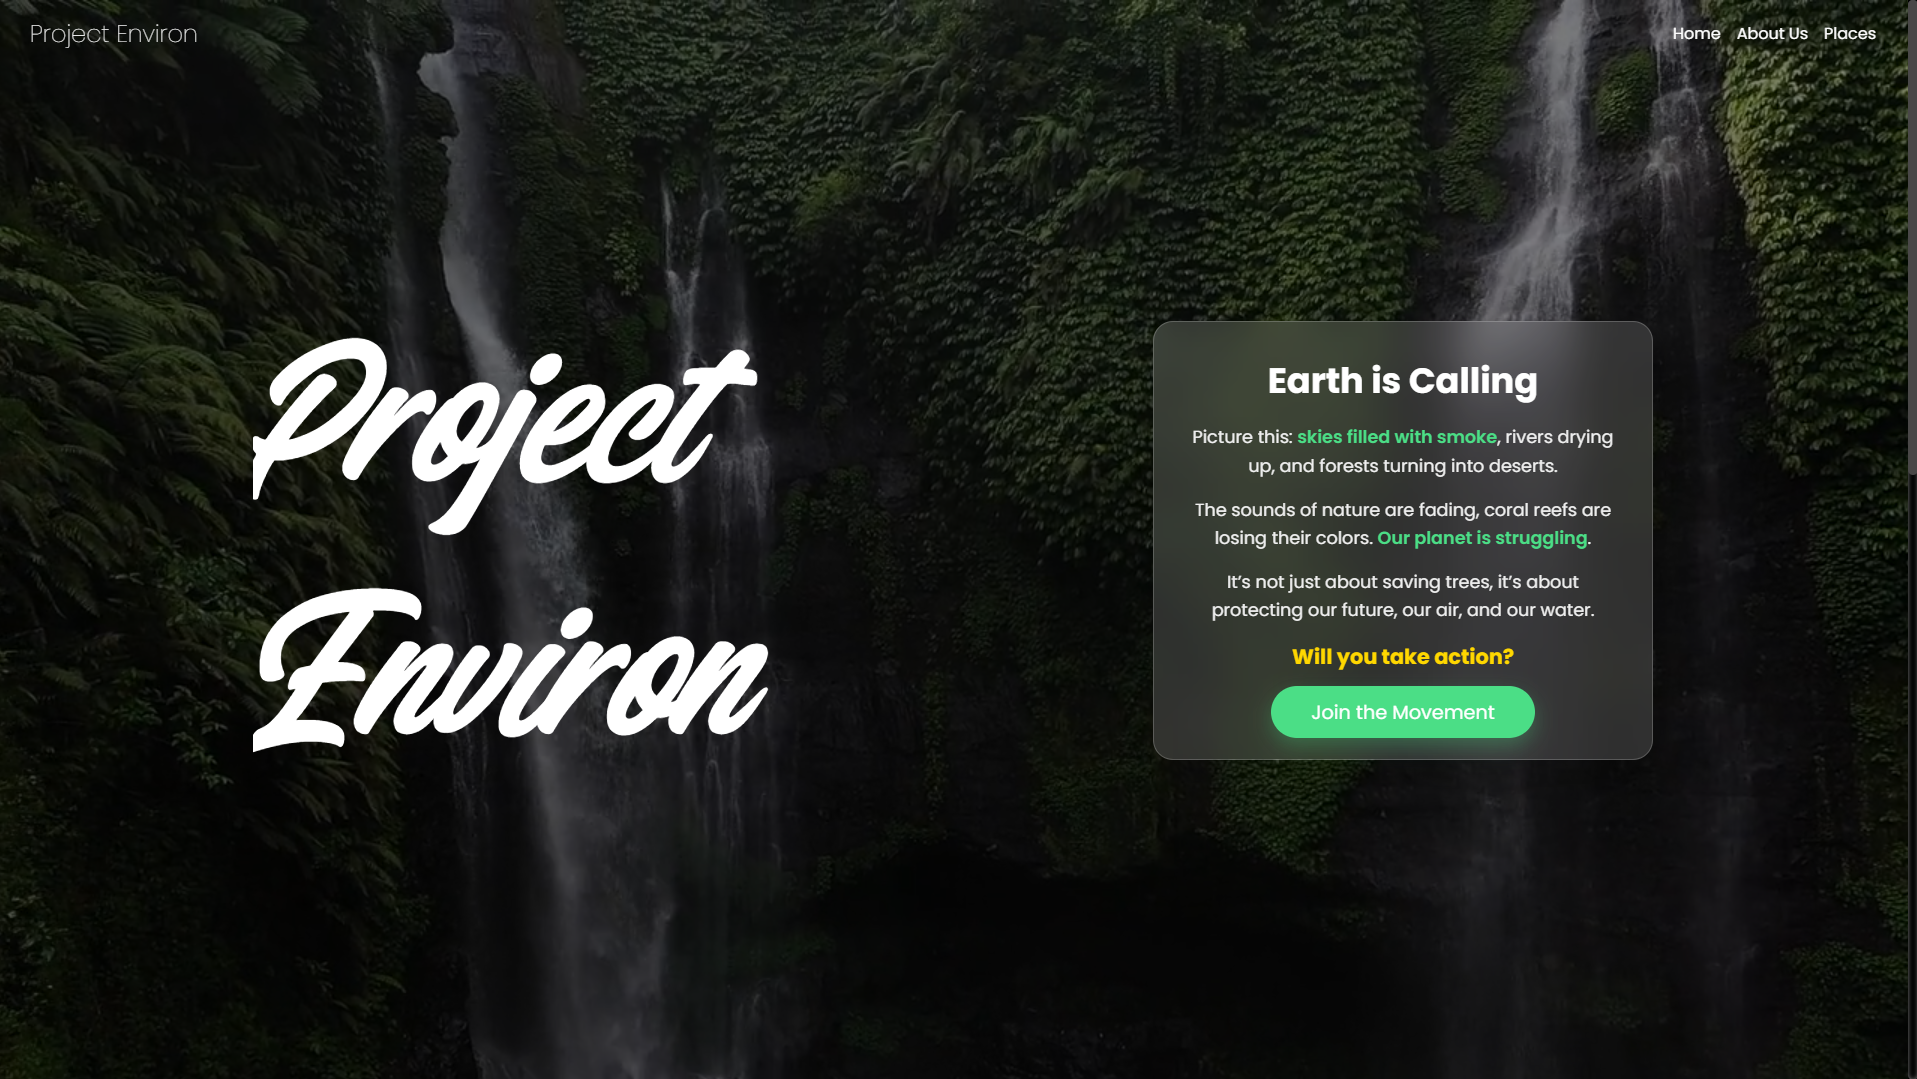 Project Environ
Home About Us Places
Project
Environ
Earth is Calling
Picture this: skies filled with smoke, rivers drying
up, and forests turning into deserts.
The sounds of nature are fading, coral reefs are
losing their colors. Our planet is struggling.
It’s not just about saving trees, it’s about
protecting our future, our air, and our water.
Will you take action?
Join the Movement